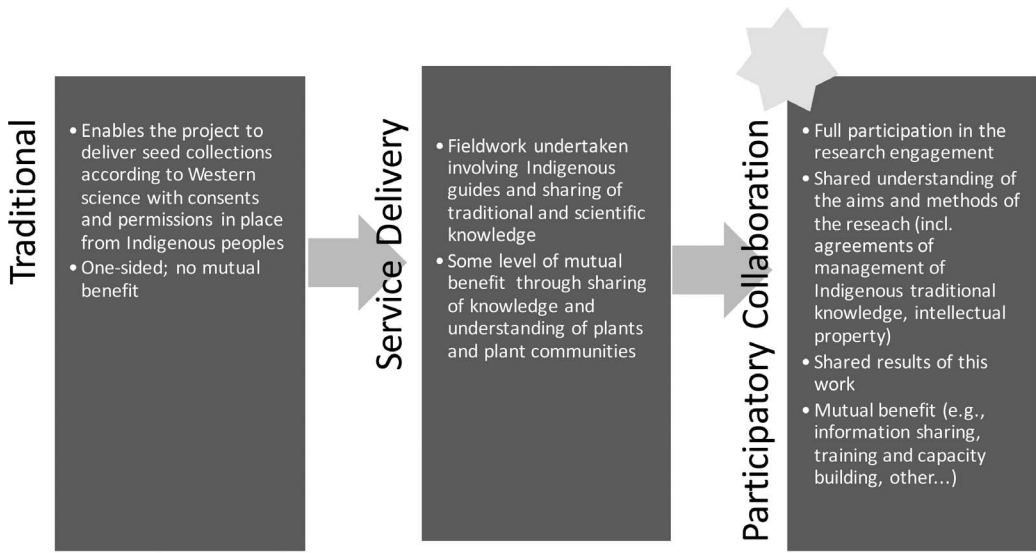 Traditional
• Enables the project to
deliver seed collections
according to Western
science with consents
and permissions in place
from Indigenous peoples
• One-sided; no mutual
benefit
Service Delivery
• Fieldwork undertaken
involving Indigenous
guides and sharing of
traditional and scientific
knowledge
• Some level of mutual
benefit through sharing
of knowledge and
understanding of plants
and plant communities
Participatory Collaboration
• Full participation in the
research engagement
• Shared understanding of
the aims and methods of
the reseach (incl.
agreements of
management of
Indigenous traditional
knowledge, intellectual
property)
• Shared results of this
work
• Mutual benefit (e.g.,
information sharing,
training and capacity
building, other...)